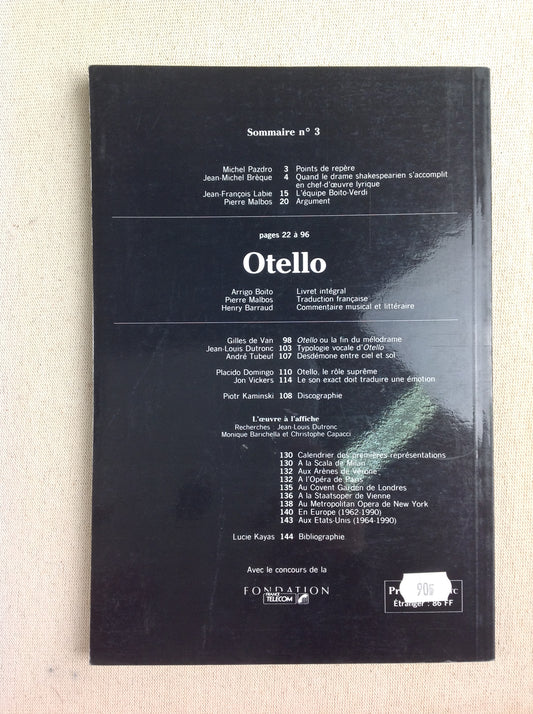 Sommaire n° 3
Michel Pazdro 3 Points de repère
Jean-Michel Brèque 4 Quand le drame shakespearien s'accomplit
en chef-d'œuvre lyrique
Jean-François Labie 15 L'équipe Boito-Verdi
Pierre Malbos 20 Argument
pages 22 à 96
Otello
Arrigo Boito Livret intégral
Pierre Malbos Traduction française
Henry Barraud Commentaire musical et littéraire
Gilles de Van 98 Otello ou la fin du mélodrame
Jean-Louis Dutronc 103 Typologie vocale d'Otello
André Tubeuf 107 Desdémone entre ciel et sol
Placido Domingo 110 Otello, le rôle suprême
Jon Vickers 114 Le son exact doit traduire une émotion
Piotr Kaminski 108 Discographie
L'œuvre à l'affiche
Recherches : Jean-Louis Dutronc
Monique Barichella et Christophe Capacci
130 Calendrier des premières représentations
130 A la Scala de Milan
132 Aux Arènes de Vérone
132 A l'Opéra de Paris
135 Au Covent Garden de Londres
136 A la Staatsoper de Vienne
138 Au Metropolitan Opera de New York
140 En Europe (1962-1990)
143 Aux Etats-Unis (1964-1990)
Lucie Kayas 144 Bibliographie
Avec le concours de la
FONDATION
FRANCE
TELECOM
Étranger : 86 FF